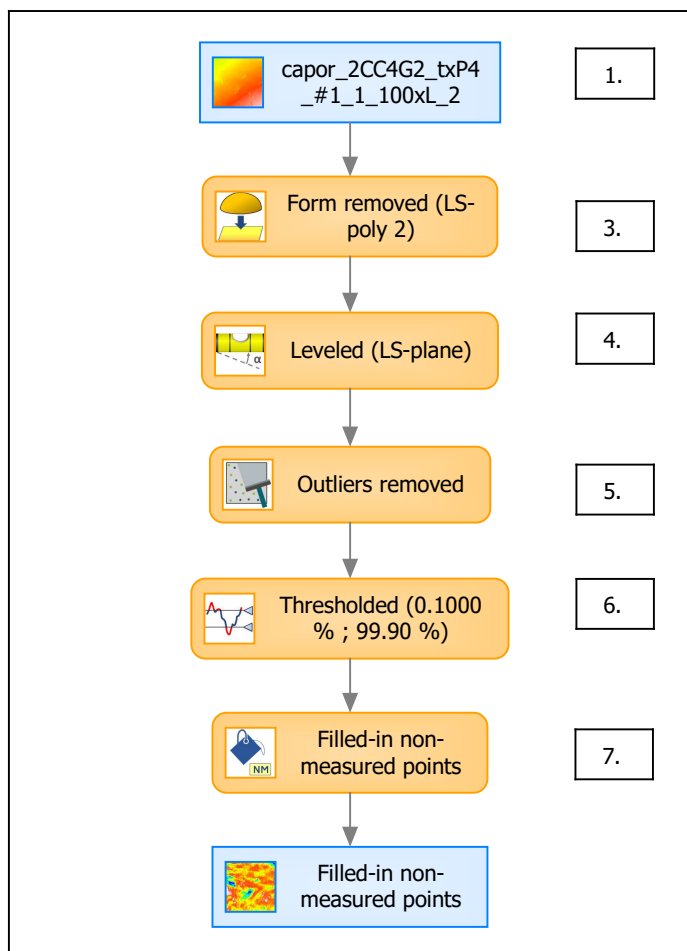 capor_2CC4G2_txP4
_#1_1_100xL_2
1.
Form removed (LS-
poly 2)
3.
α
Leveled (LS-plane)
4.
Outliers removed
5.
Thresholded (0.1000
% ; 99.90 %)
6.
NM
Filled-in non-
measured points
7.
Filled-in non-
measured points